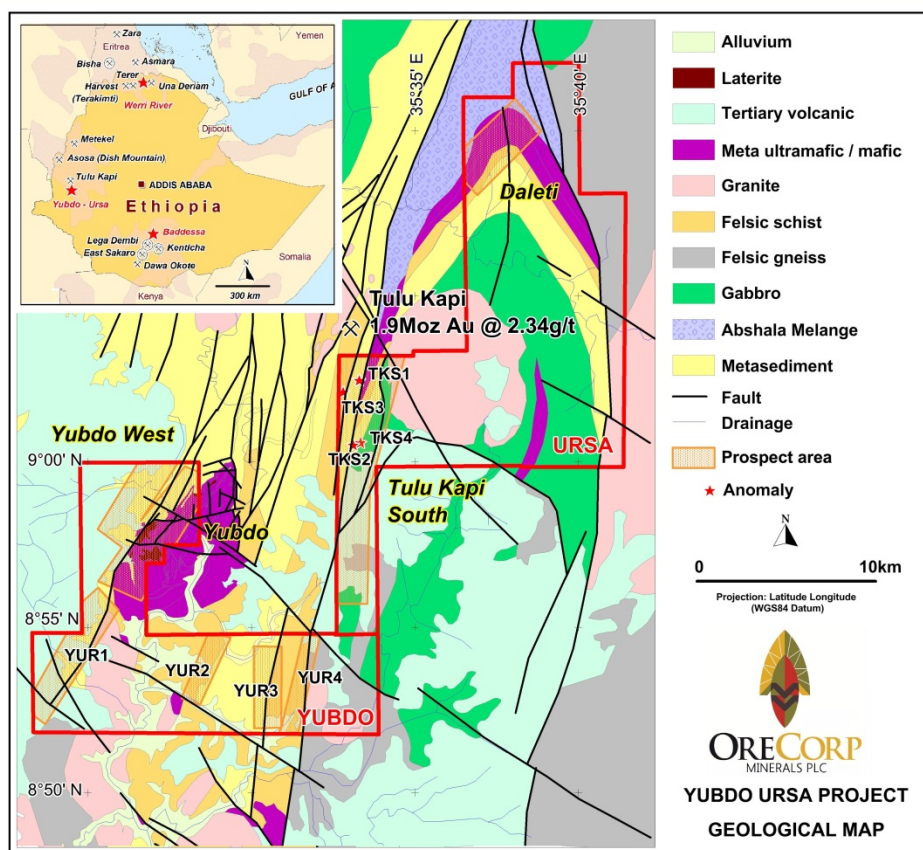 Zara
Eritrea
Yemen
Bisha
Asmara
Terer
Harvest
(Terakimti)
Una Deriam
Weri River
GULF OF A
Djibouti
Metekel
Asosa (Dish Mountain)
Tulu Kapi
ADDIS ABABA
Yubdo - Ursa
Ethiopia
Baddessa
Lega Dembi
East Sakaro
Kenticha
Dawa Okote
Somalia
Kenya
N
300 km
35°35' E
35°40' E
Daleti
Tulu Kapi
1.9Moz Au @ 2.34g/t
TKS1
TKS3
TKS4
TKS2
Yubdo West
9°00' N
URSA
Tulu Kapi
South
Yubdo
8°55' N
YUR1
YUR2
YUR3
YUR4
YUBDO
8°50' N
Alluvium
Laterite
Tertiary volcanic
Meta ultramafic / mafic
Granite
Felsic schist
Felsic gneiss
Gabbro
Abshala Melange
Metasediment
Fault
Drainage
Prospect area
Anomaly
N
0 10km
Projection: Latitude Longitude
(WGS84 Datum)
ORECORP
MINERALS PLC
YUBDO URSA PROJECT
GEOLOGICAL MAP